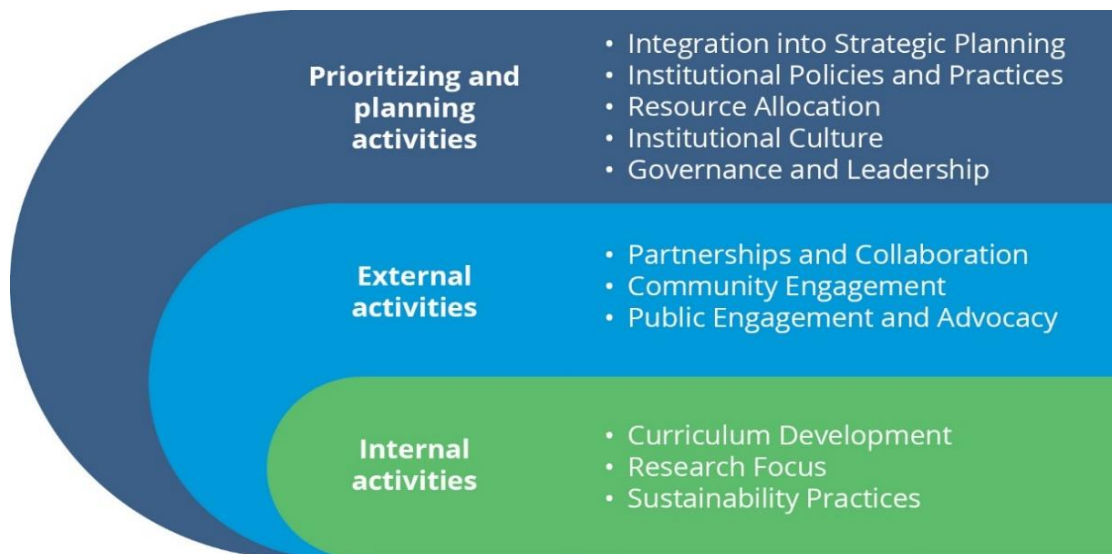 Prioritizing and
planning
activities
• Integration into Strategic Planning
• Institutional Policies and Practices
• Resource Allocation
• Institutional Culture
• Governance and Leadership
External
activities
• Partnerships and Collaboration
• Community Engagement
• Public Engagement and Advocacy
Internal
activities
• Curriculum Development
• Research Focus
• Sustainability Practices